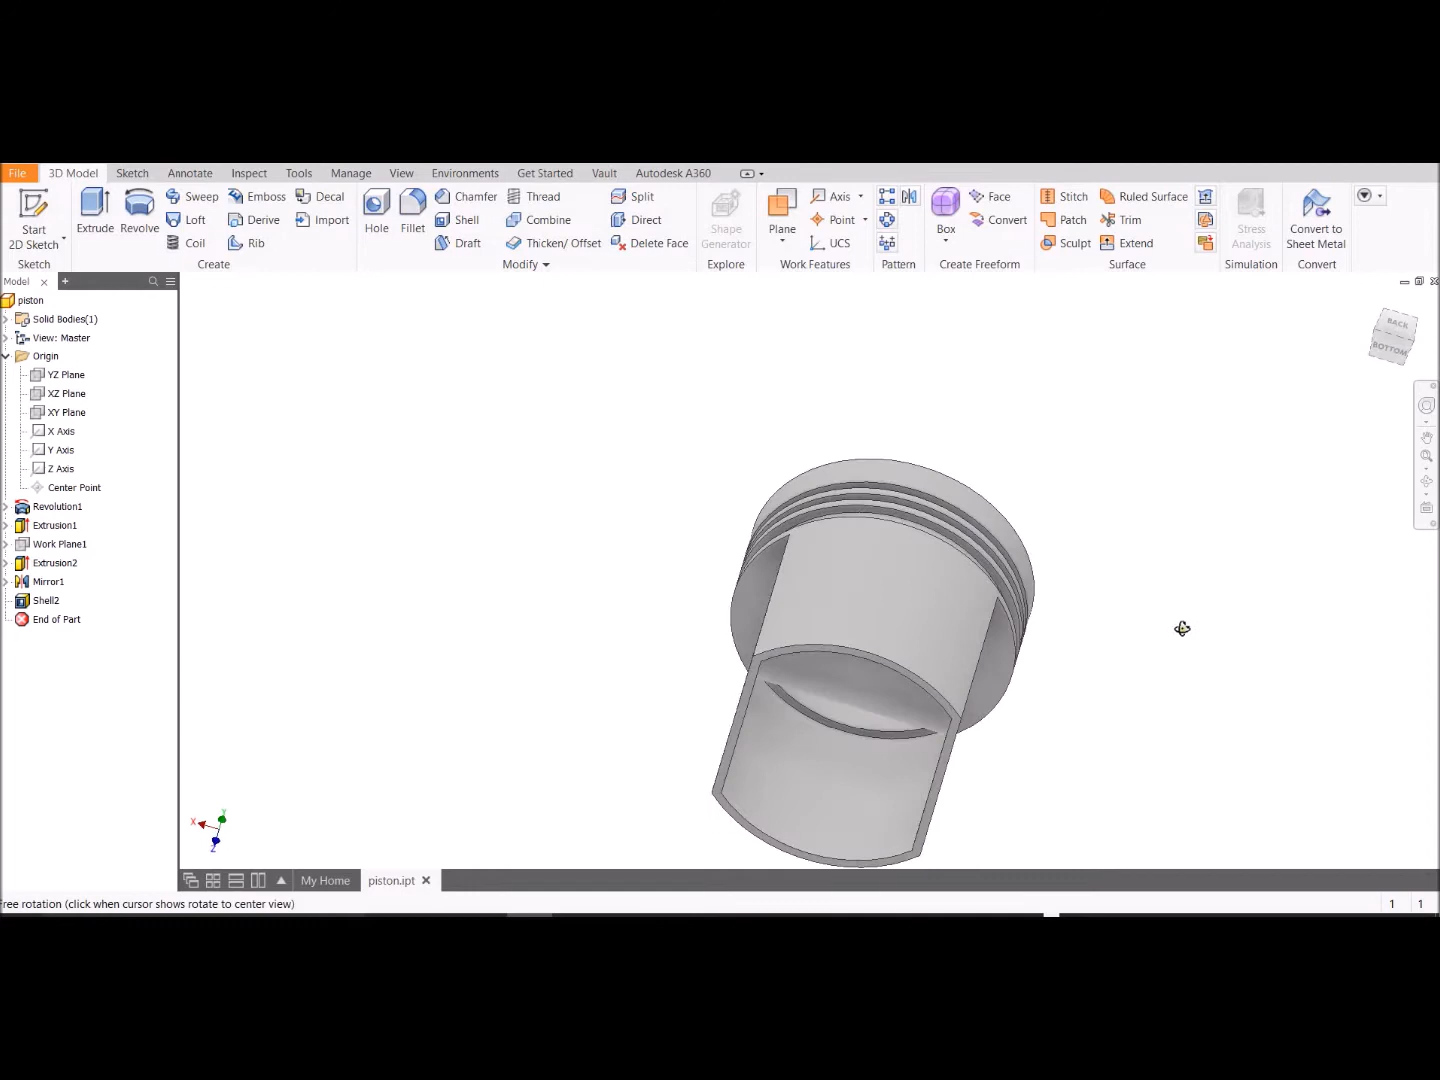 File 3D Model Sketch Annotate Inspect Tools Manage View Environments Get Started Vault Autodesk A360
Start
2D Sketch
Sketch
Extrude Revolve
Sweep Emboss Decal
Loft Derive Import
Coil Rib
Create
Hole Fillet
Chamfer Thread Split
Shell Combine Direct
Draft Thicken/ Offset Delete Face
Modify
Shape
Generator
Explore
Plane
Axis
Point
UCS
Work Features
Pattern
Box
Face
Convert
Create Freeform
Stitch Ruled Surface
Patch Trim
Sculpt Extend
Surface
Stress
Analysis
Simulation
Convert to
Sheet Metal
Convert
Model
piston
Solid Bodies(1)
View: Master
Origin
YZ Plane
XZ Plane
XY Plane
X Axis
Y Axis
Z Axis
Center Point
Revolution1
Extrusion1
Work Plane1
Extrusion2
Mirror1
Shell2
End of Part
BACK
BOTTOM
X
Y
Z
My Home piston.ipt
ree rotation (click when cursor shows rotate to center view)
1 1